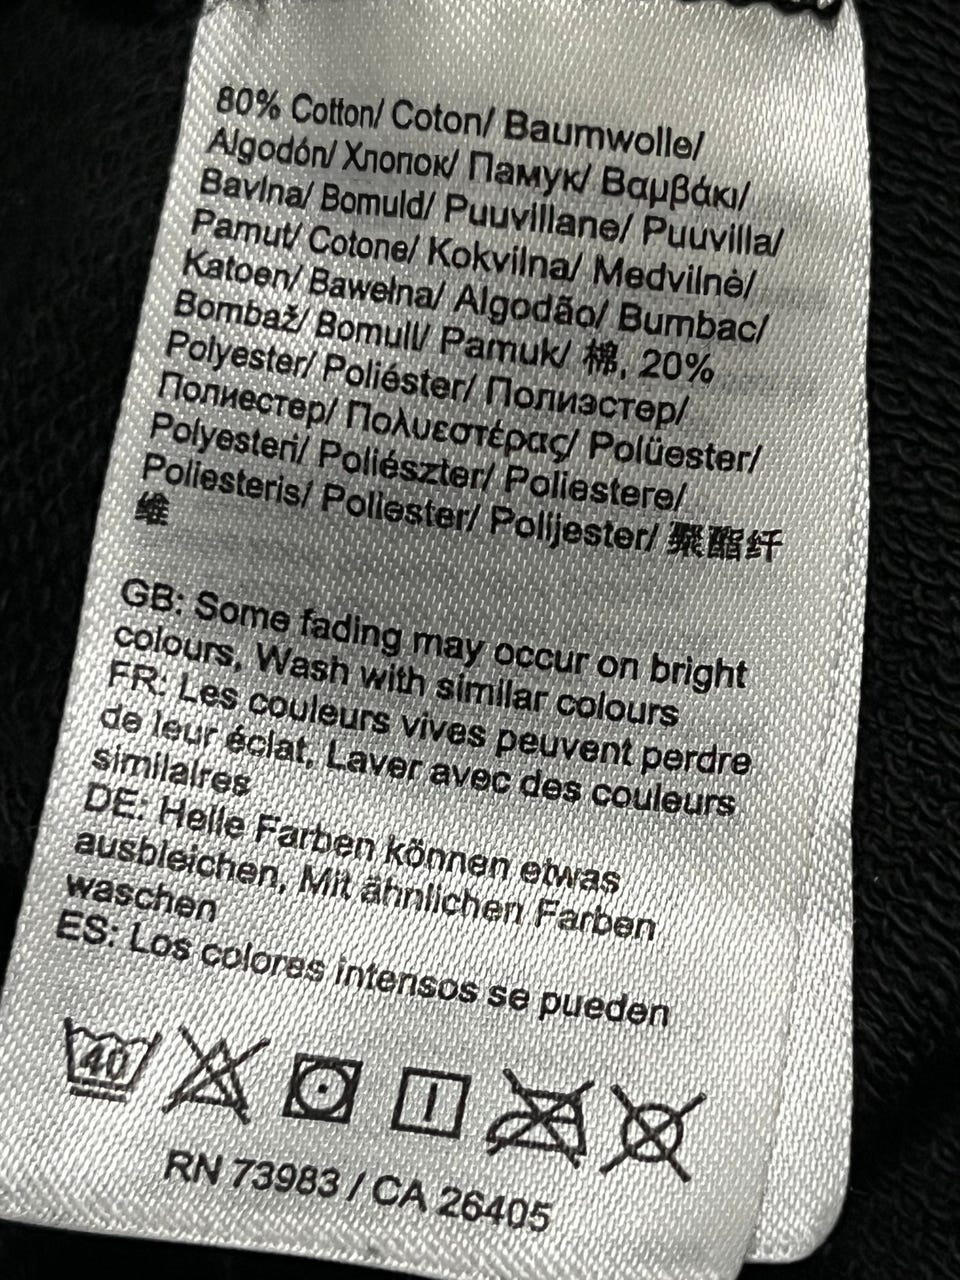 80% Cotton/ Coton/ Baumwolle/
Algodón/ Хлопок/ Памук/ Βαμβάκι/
Bavlna/ Bomuld/ Puuvillane/ Puuvilla/
Pamut/ Cotone/ Kokvilna/ Medvilnė/
Katoen/ Bawełna/ Algodão/ Bumbac/
Bombaž/ Bomull/ Pamuk/ 棉, 20%
Polyester/ Poliéster/ Полиэстер/
Полиестер/ Πολυεστέρας/ Polüester/
Polyesteri/ Poliészter/ Poliestere/
Poliesteris/ Poliester/ Polijester/ 聚酯纤
维
GB: Some fading may occur on bright
colours, Wash with similar colours
FR: Les couleurs vives peuvent perdre
de leur éclat, Laver avec des couleurs
similaires
DE: Helle Farben können etwas
ausbleichen, Mit ähnlichen Farben
waschen
ES: Los colores intensos se pueden
40
RN 73983 / CA 26405